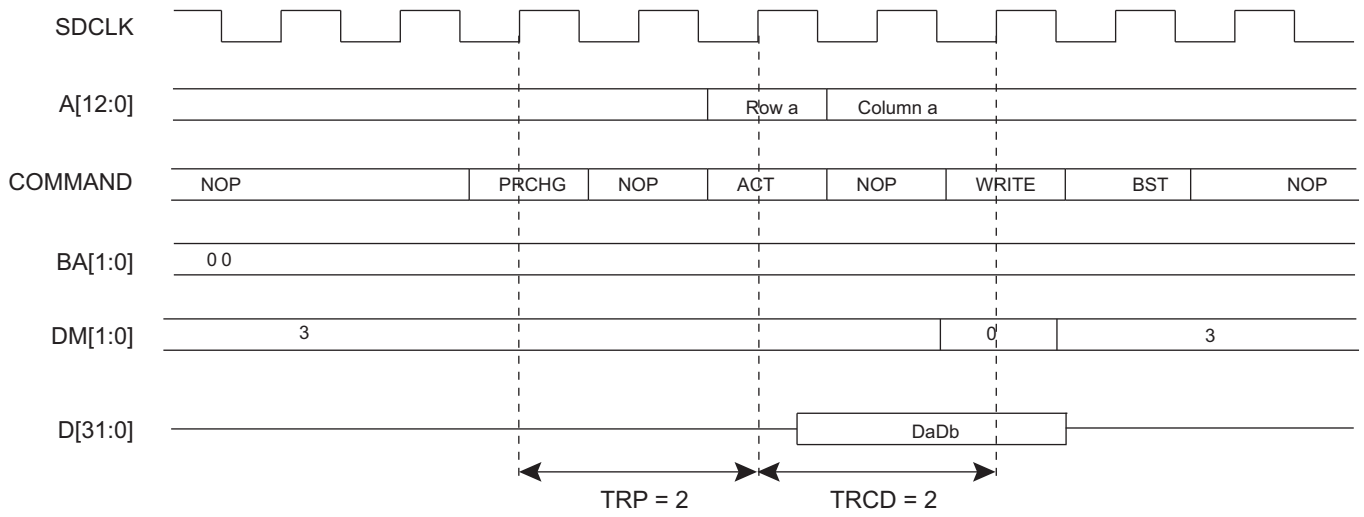 SDCLK
A[12:0] Row a Column a
COMMAND NOP PRCHG NOP ACT NOP WRITE BST NOP
BA[1:0] 0 0
DM[1:0] 3 0 3
D[31:0] DaDb
TRP = 2 TRCD = 2